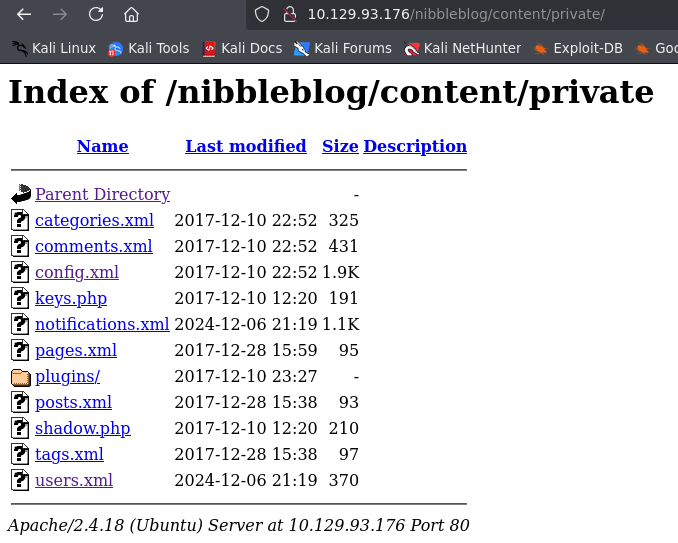 10.129.93.176/nibbleblog/content/private/
Kali Linux Kali Tools Kali Docs Kali Forums Kali NetHunter Exploit-DB Goo
Index of /nibbleblog/content/private
Name Last modified Size Description
Parent Directory -
categories.xml 2017-12-10 22:52 325
comments.xml 2017-12-10 22:52 431
config.xml 2017-12-10 22:52 1.9K
keys.php 2017-12-10 12:20 191
notifications.xml 2024-12-06 21:19 1.1K
pages.xml 2017-12-28 15:59 95
plugins/ 2017-12-10 23:27 -
posts.xml 2017-12-28 15:38 93
shadow.php 2017-12-10 12:20 210
tags.xml 2017-12-28 15:38 97
users.xml 2024-12-06 21:19 370
Apache/2.4.18 (Ubuntu) Server at 10.129.93.176 Port 80